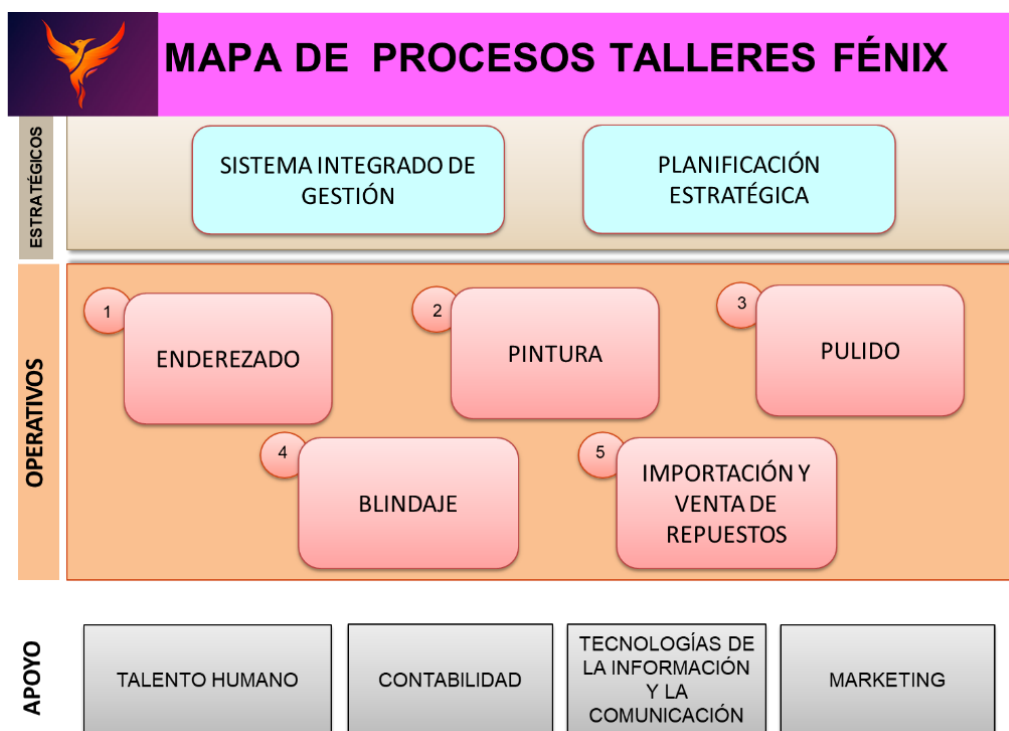 MAPA DE PROCESOS TALLERES FÉNIX
ESTRATÉGICOS
SISTEMA INTEGRADO DE
GESTIÓN
PLANIFICACIÓN
ESTRATÉGICA
OPERATIVOS
1
ENDEREZADO
2
PINTURA
3
PULIDO
4
BLINDAJE
5
IMPORTACIÓN Y
VENTA DE
REPUESTOS
APOYO
TALENTO HUMANO
CONTABILIDAD
TECNOLOGÍAS DE
LA INFORMACIÓN
Y LA
COMUNICACIÓN
MARKETING